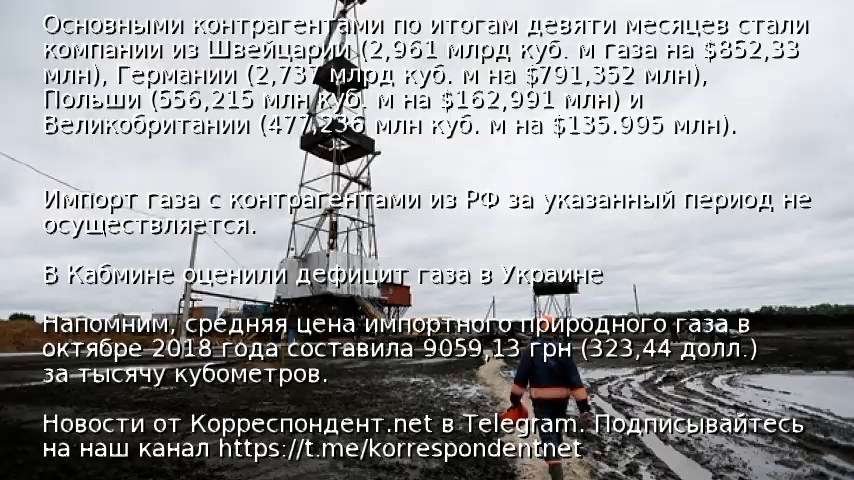 Основными контрагентами по итогам девяти месяцев стали
компании из Швейцарии (2,961 млрд куб. м газа на $852,33
млн), Германии (2,737 млрд куб. м на $791,352 млн),
Польши (556,215 млн куб. м на $162,991 млн) и
Великобритании (477,236 млн куб. м на $135.995 млн).
Импорт газа с контрагентами из РФ за указанный период не
осуществляется.
В Кабмине оценили дефицит газа в Украине
Напомним, средняя цена импортного природного газа в
октябре 2018 года составила 9059,13 грн (323,44 долл.)
за тысячу кубометров.
Новости от Корреспондент.net в Telegram. Подписывайтесь
на наш канал https://t.me/korrespondentnet